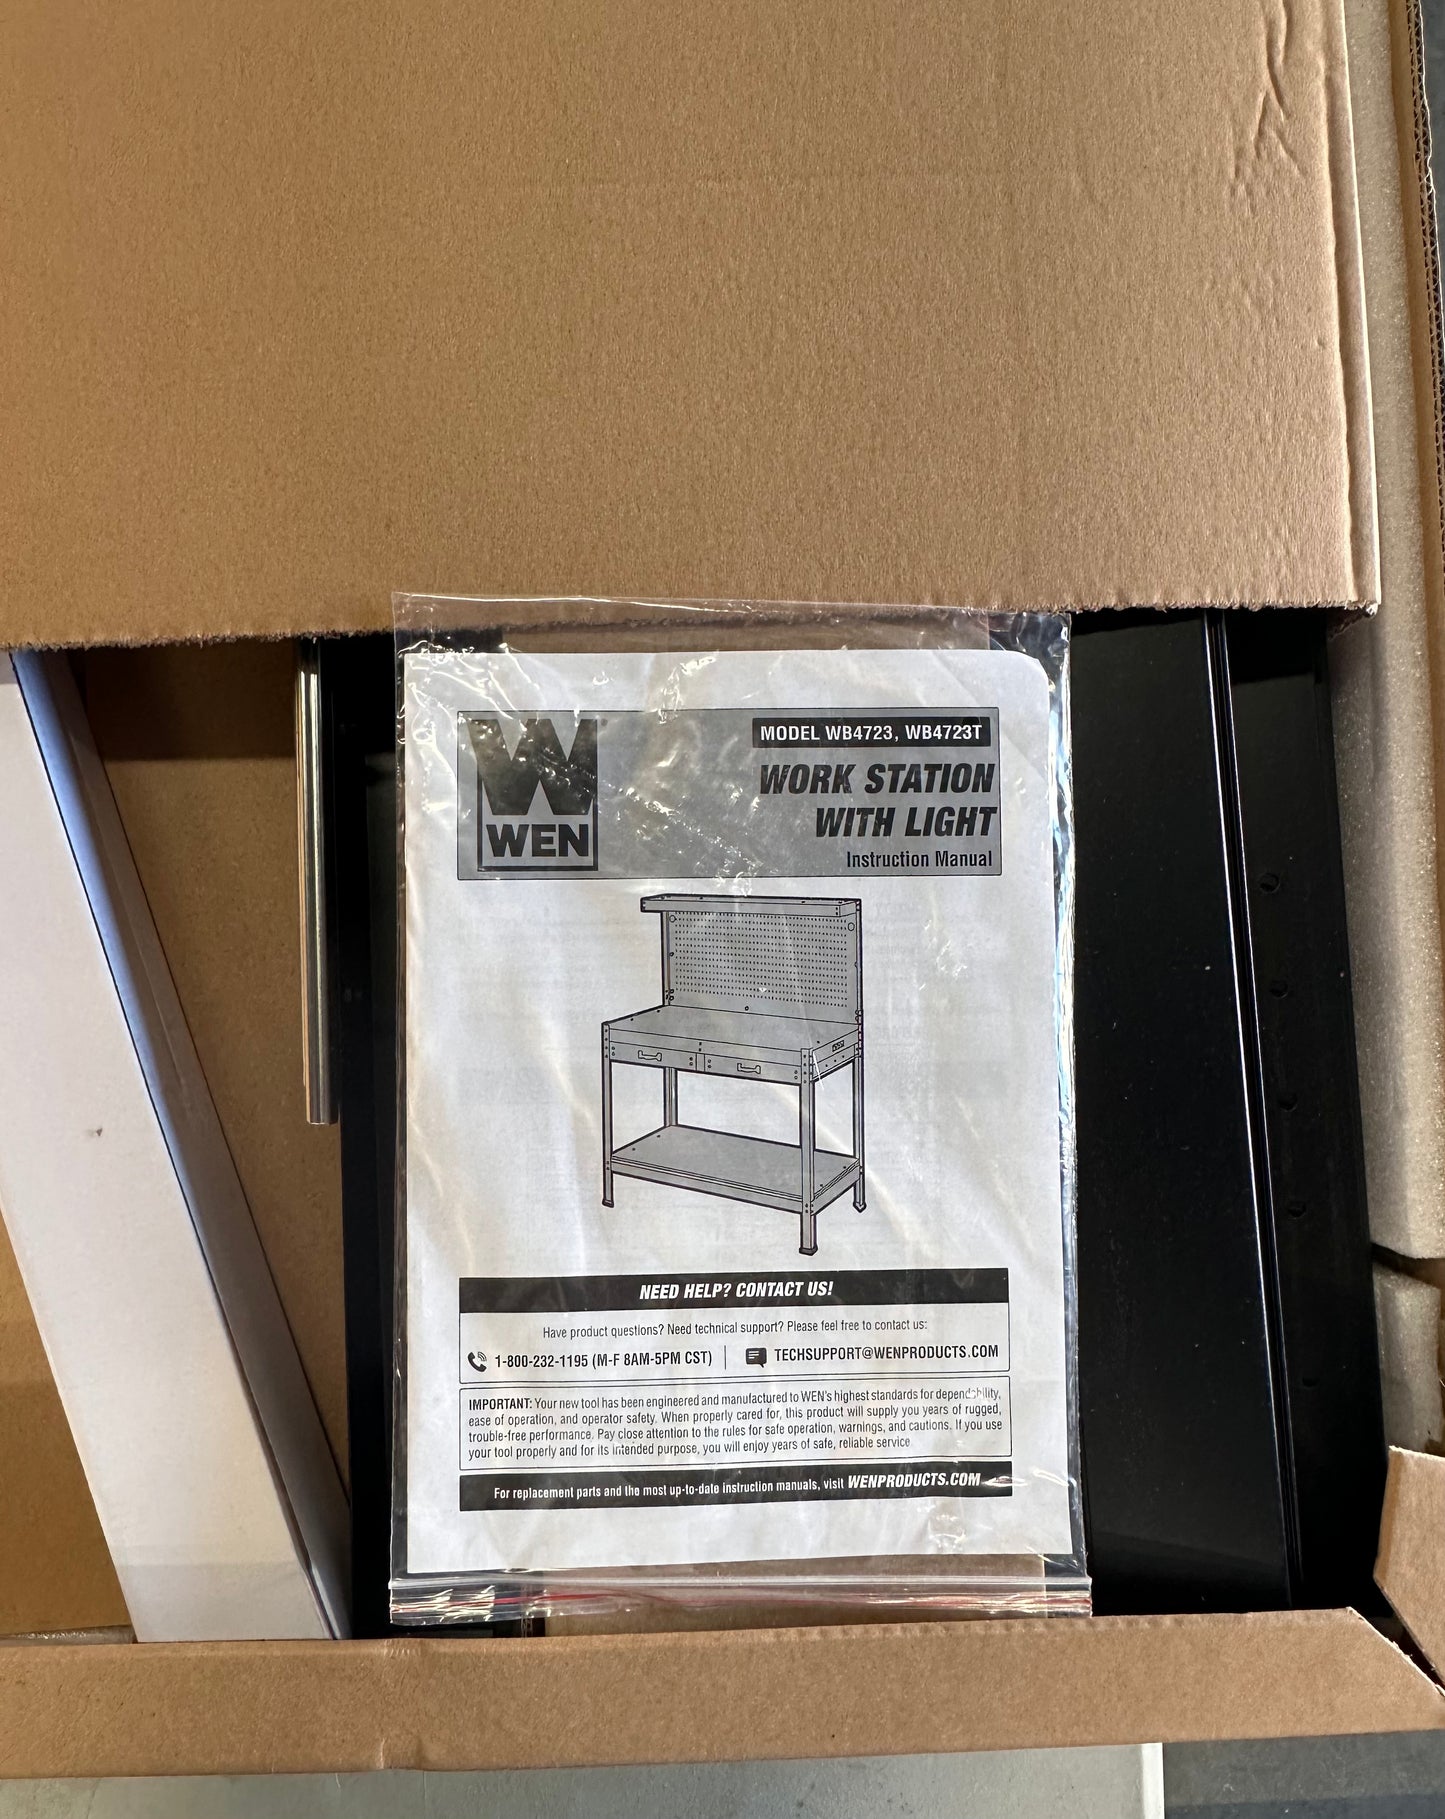 W
WEN
MODEL WB4723, WB4723T
WORK STATION
WITH LIGHT
Instruction Manual
NEED HELP? CONTACT US!
Have product questions? Need technical support? Please feel free to contact us:
1-800-232-1195 (M-F 8AM-5PM CST) | TECHSUPPORT@WENPRODUCTS.COM
IMPORTANT: Your new tool has been engineered and manufactured to WEN's highest standards for dependability,
ease of operation, and operator safety. When properly cared for, this product will supply you years of rugged,
trouble-free performance. Pay close attention to the rules for safe operation, warnings, and cautions. If you use
your tool properly and for its intended purpose, you will enjoy years of safe, reliable service.
For replacement parts and the most up-to-date instruction manuals, visit WENPRODUCTS.COM